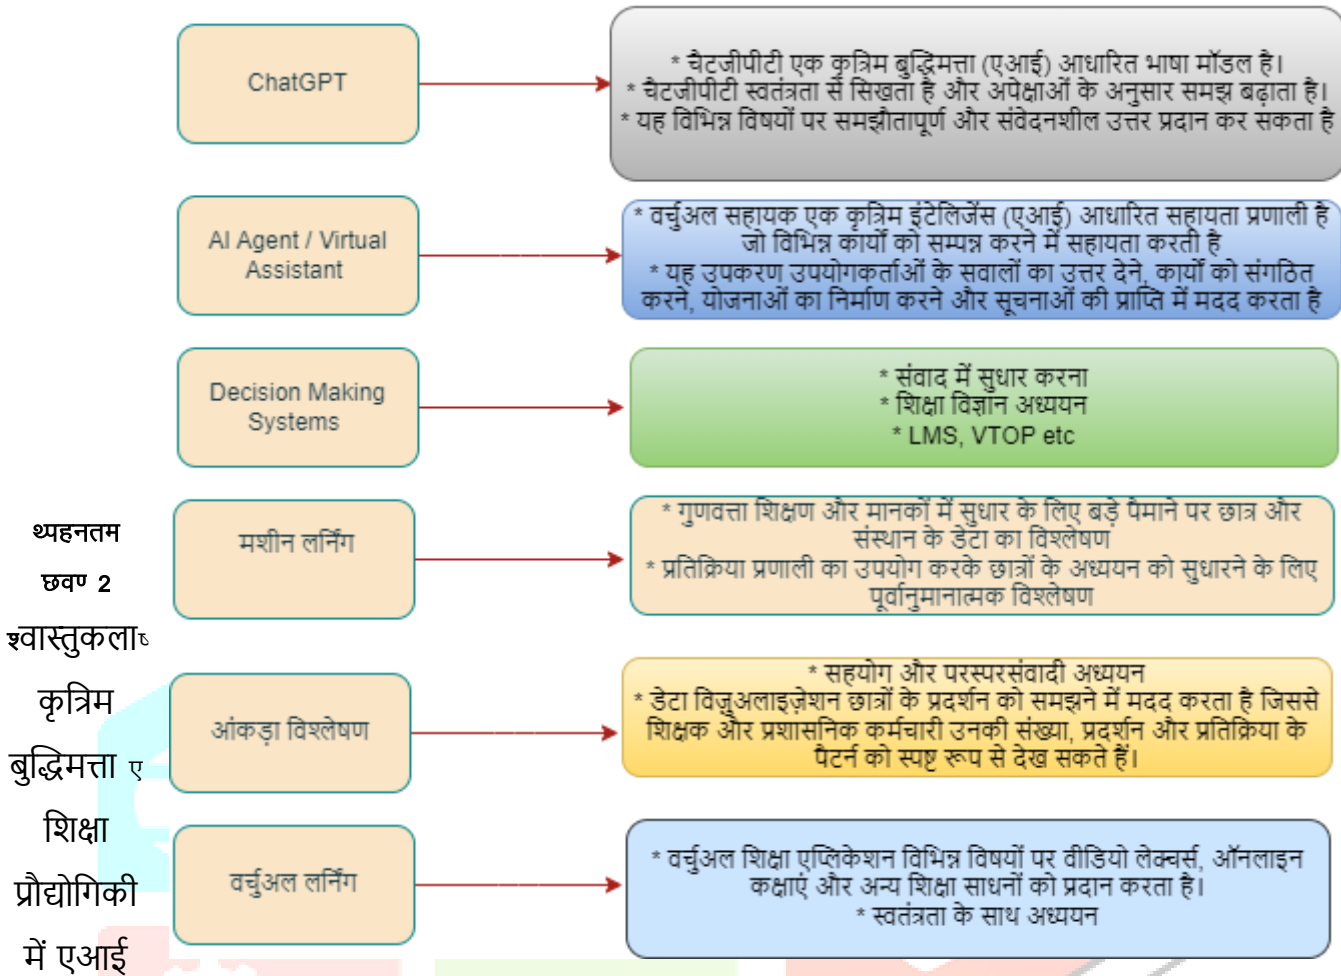 ChatGPT
* चैटजीपीटी एक कृत्रिम बुद्धिमत्ता (एआई) आधारित भाषा मॉडल है।
* चैटजीपीटी स्वतंत्रता से सिखता है और अपेक्षाओं के अनुसार समझ बढ़ाता है।
* यह विभिन्न विषयों पर समझौतापूर्ण और संवेदनशील उत्तर प्रदान कर सकता है
AI Agent / Virtual
Assistant
* वर्चुअल सहायक एक कृत्रिम इंटेलिजेंस (एआई) आधारित सहायता प्रणाली है
जो विभिन्न कार्यों को सम्पन्न करने में सहायता करती है
* यह उपकरण उपयोगकर्ताओं के सवालों का उत्तर देने, कार्यों को संगठित
करने, योजनाओं का निर्माण करने और सूचनाओं की प्राप्ति में मदद करता है
Decision Making
Systems
* संवाद में सुधार करना
* शिक्षा विज्ञान अध्ययन
* LMS, VTOP etc
मशीन लर्निंग
* गुणवत्ता शिक्षण और मानकों में सुधार के लिए बड़े पैमाने पर छात्र और
संस्थान के डेटा का विश्लेषण
* प्रतिक्रिया प्रणाली का उपयोग करके छात्रों के अध्ययन को सुधारने के लिए
पूर्वानुमानात्मक विश्लेषण
आंकड़ा विश्लेषण
* सहयोग और परस्परसंवादी अध्ययन
* डेटा विज़ुअलाइज़ेशन छात्रों के प्रदर्शन को समझने में मदद करता है जिससे
शिक्षक और प्रशासनिक कर्मचारी उनकी संख्या, प्रदर्शन और प्रतिक्रिया के
पैटर्न को स्पष्ट रूप से देख सकते हैं।
वर्चुअल लर्निंग
* वर्चुअल शिक्षा एप्लिकेशन विभिन्न विषयों पर वीडियो लेक्चर्स, ऑनलाइन
कक्षाएं और अन्य शिक्षा साधनों को प्रदान करता है।
* स्वतंत्रता के साथ अध्ययन
थ्पहनतम
छवण् 2
श्वास्तुकलाष्
कृत्रिम
बुद्धिमत्ता ए
शिक्षा
प्रौद्योगिकी
में एआई